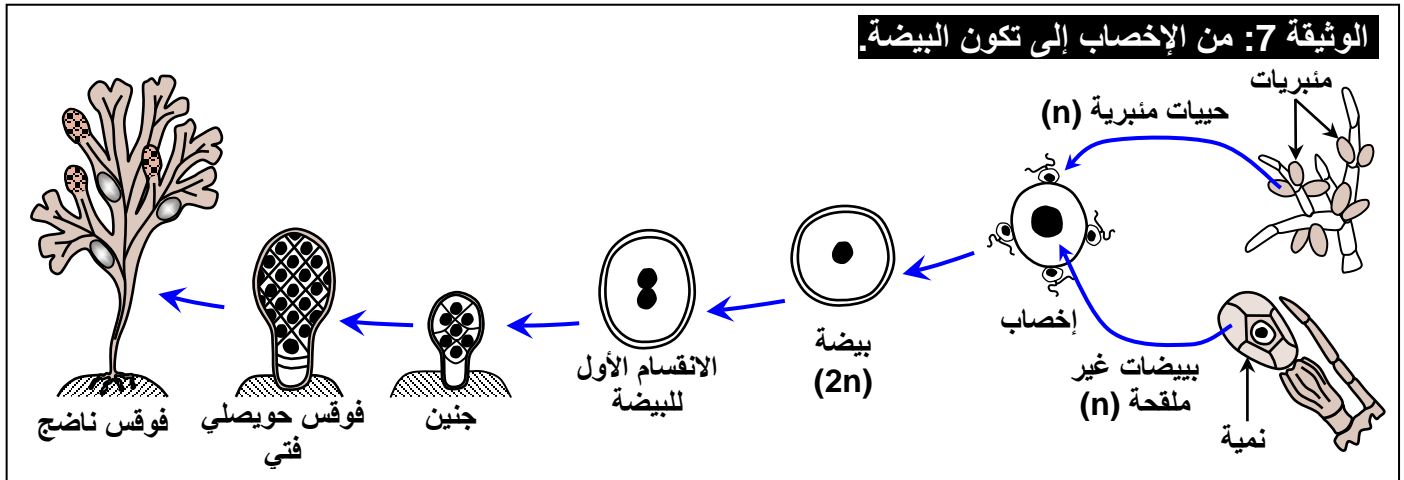 الوثيقة 7: من الإخصاب إلى تكون البيضة.
مئبريات
حييات مئبرية (n)
إخصاب
بييضات غير
ملقحة (n)
نمية
بيضة
(2n)
الانقسام الأول
للبيضة
جنين
فوقس حويصلي
فتي
فوقس ناضج